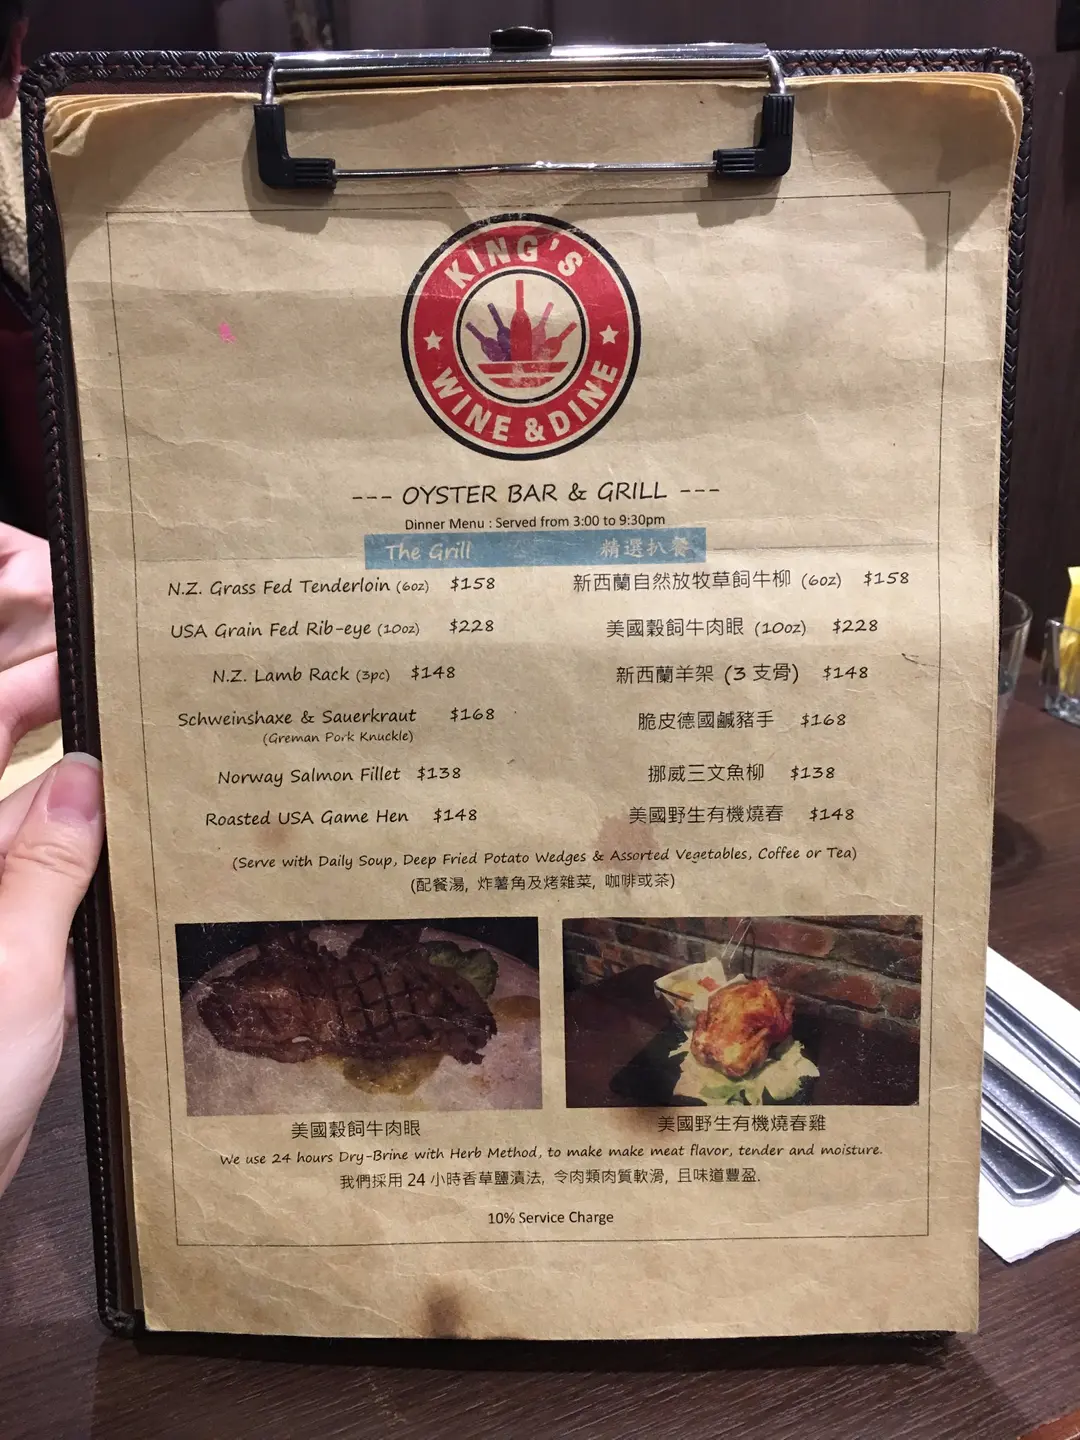 KING'S
WINE & DINE
--- OYSTER BAR & GRILL ---
Dinner Menu : Served from 3:00 to 9:30pm
The Grill 精選扒餐
N.Z. Grass Fed Tenderloin (6oz) $158 新西蘭自然放牧草飼牛柳 (6oz) $158
USA Grain Fed Rib-eye (10oz) $228 美國穀飼牛肉眼 (10oz) $228
N.Z. Lamb Rack (3pc) $148 新西蘭羊架 (3 支骨) $148
Schweinshaxe & Sauerkraut $168 脆皮德國鹹豬手 $168
(Greman Pork Knuckle)
Norway Salmon Fillet $138 挪威三文魚柳 $138
Roasted USA Game Hen $148 美國野生有機燒春 $148
(Serve with Daily Soup, Deep Fried Potato Wedges & Assorted Vegetables, Coffee or Tea)
(配餐湯, 炸薯角及烤雜菜, 咖啡或茶)
美國穀飼牛肉眼 美國野生有機燒春雞
We use 24 hours Dry-Brine with Herb Method, to make make meat flavor, tender and moisture.
我們採用 24 小時香草鹽漬法, 令肉類肉質軟滑, 且味道豐盈.
10% Service Charge